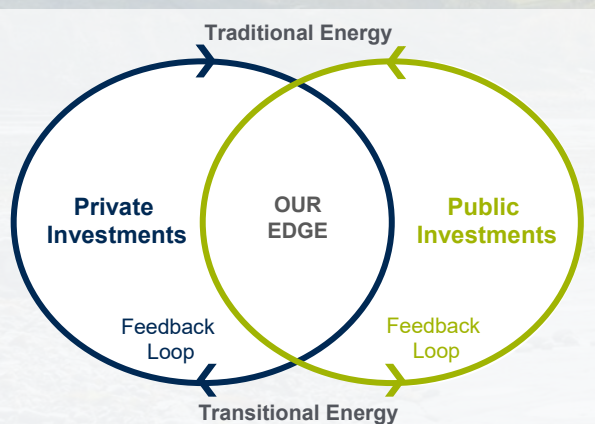 Traditional Energy
Private
Investments
OUR
EDGE
Public
Investments
Feedback
Loop
Feedback
Loop
Transitional Energy